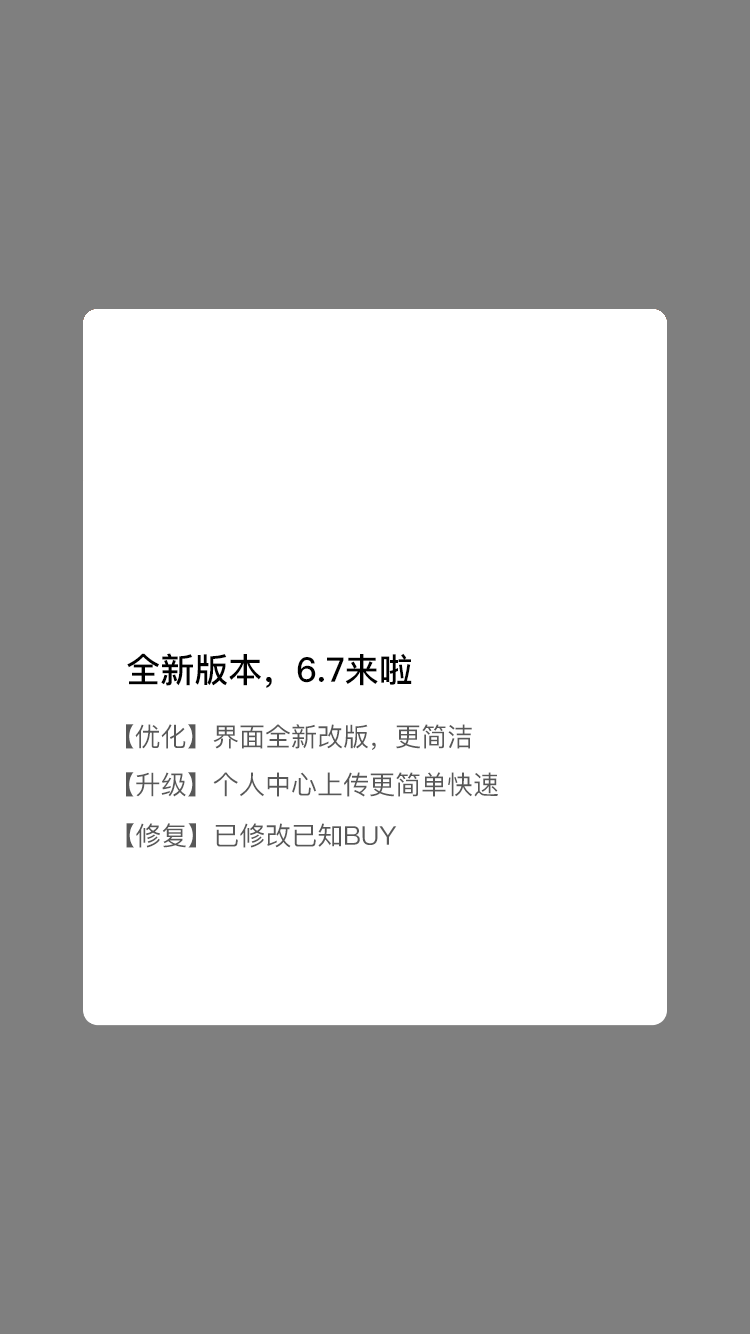 全新版本，6.7来啦
【优化】界面全新改版，更简洁
【升级】个人中心上传更简单快速
【修复】已修改已知BUY